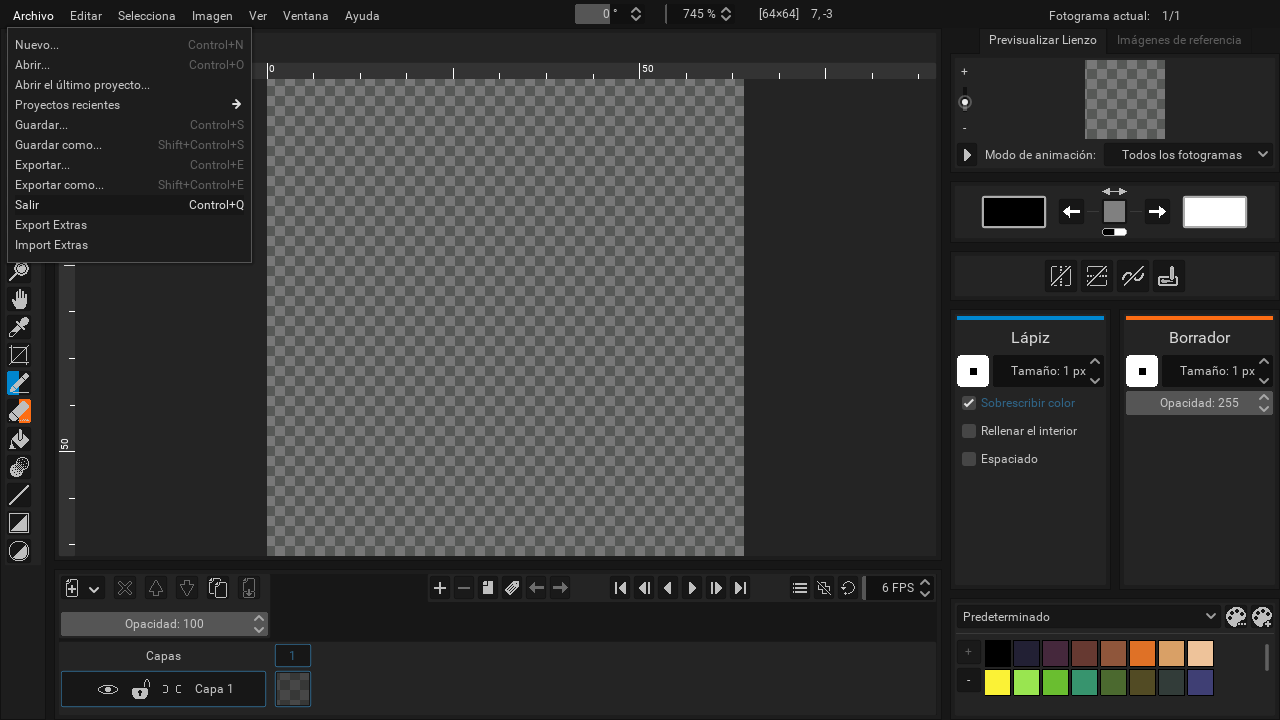 Archivo Editar Selecciona Imagen Ver Ventana Ayuda
0 ° 745 % [64×64] 7, -3 Fotograma actual: 1/1
Previsualizar Lienzo Imágenes de referencia
Nuevo... Control+N
Abrir... Control+O
Abrir el último proyecto...
Proyectos recientes
Guardar... Control+S
Guardar como... Shift+Control+S
Exportar... Control+E
Exportar como... Shift+Control+E
Salir Control+Q
Export Extras
Import Extras
0 50
50
+
-
Modo de animación: Todos los fotogramas
Lápiz
Tamaño: 1 px
Sobrescribir color
Rellenar el interior
Espaciado
Borrador
Tamaño: 1 px
Opacidad: 255
6 FPS
Opacidad: 100
Capas 1
Capa 1
Predeterminado
+
-